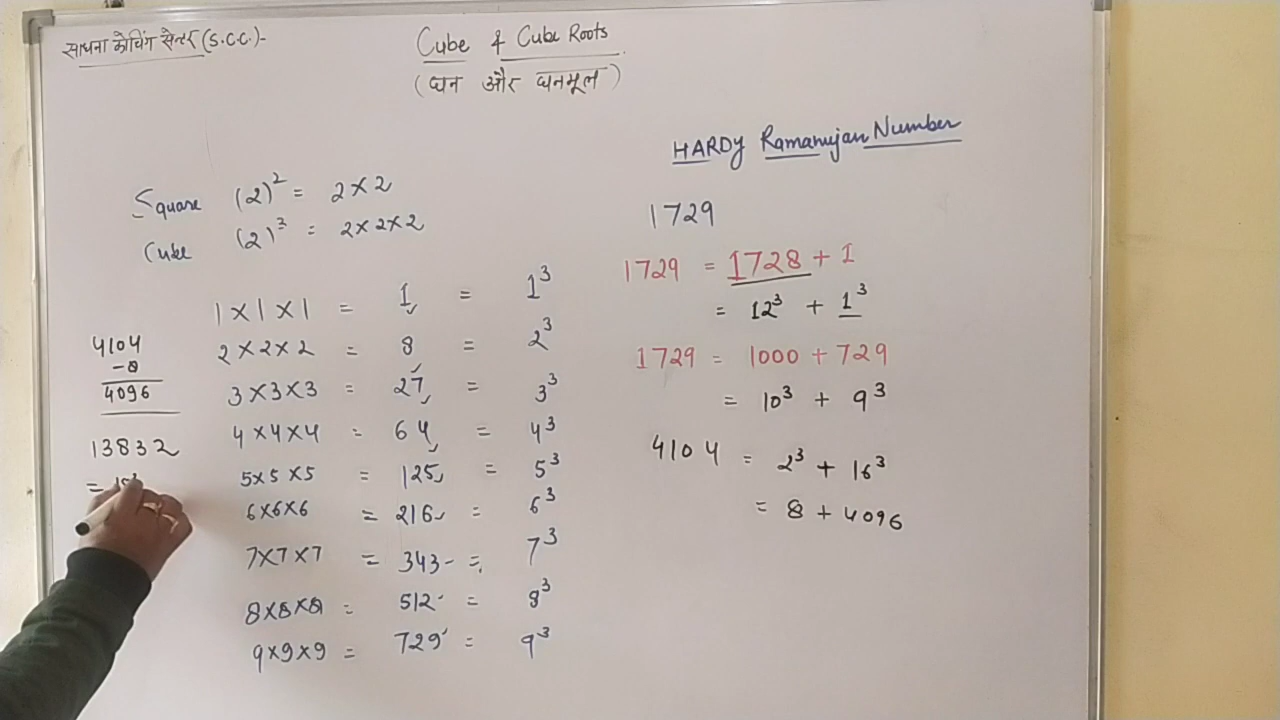 साधना कोचिंग सेन्टर (S.C.C.)-
Cube & Cube Roots
(घन और घनमूल)
HARDY Ramanujan Number
Square (2)² = 2×2
Cube (2)³ = 2×2×2
1×1×1 = 1 = 1³
2×2×2 = 8 = 2³
3×3×3 = 27 = 3³
4×4×4 = 64 = 4³
5×5×5 = 125 = 5³
6×6×6 = 216 = 6³
7×7×7 = 343 = 7³
8×8×8 = 512 = 8³
9×9×9 = 729 = 9³
4104
-8
4096
13832
=
1729
1729 = 1728 + 1
= 12³ + 1³
1729 = 1000 + 729
= 10³ + 9³
4104 = 2³ + 16³
= 8 + 4096